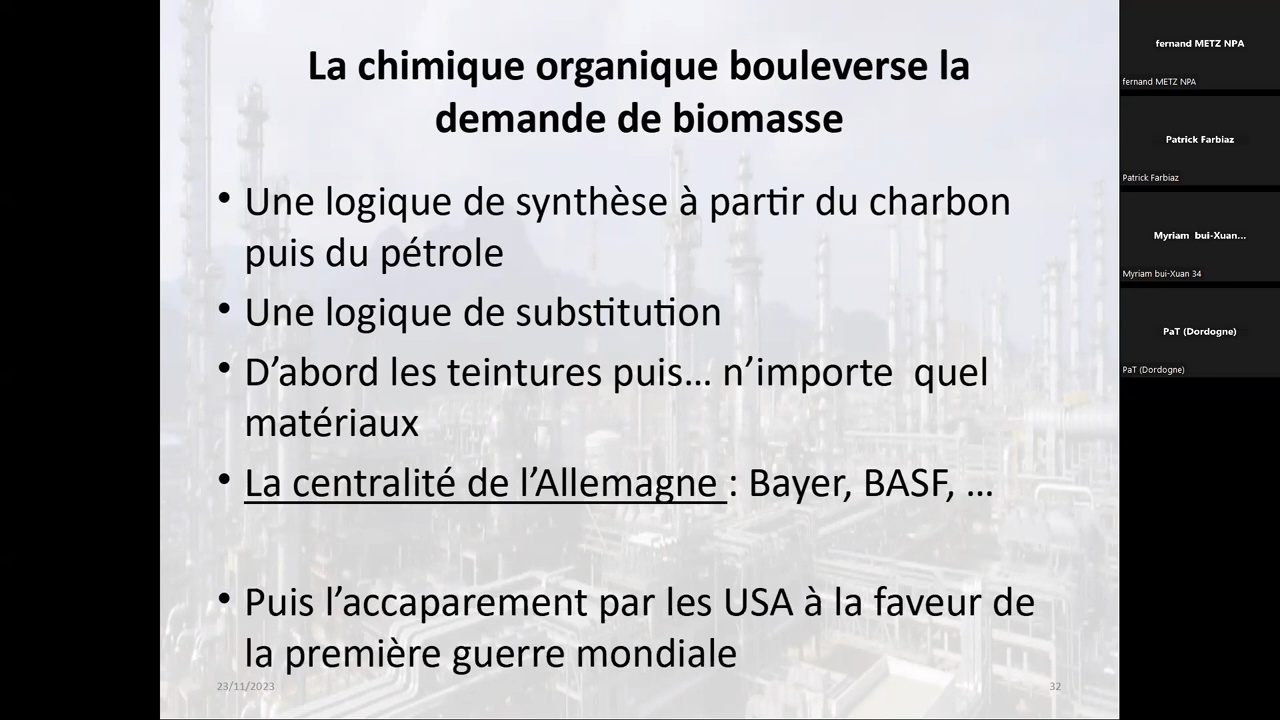 La chimique organique bouleverse la
demande de biomasse
• Une logique de synthèse à partir du charbon
puis du pétrole
• Une logique de substitution
• D’abord les teintures puis… n’importe  quel
matériaux
• La centralité de l’Allemagne : Bayer, BASF, …
• Puis l’accaparement par les USA à la faveur de
la première guerre mondiale
23/11/2023
32
fernand METZ NPA
fernand METZ NPA
Patrick Farbiaz
Patrick Farbiaz
Myriam  bui-Xuan...
Myriam bui-Xuan 34
PaT (Dordogne)
PaT (Dordogne)